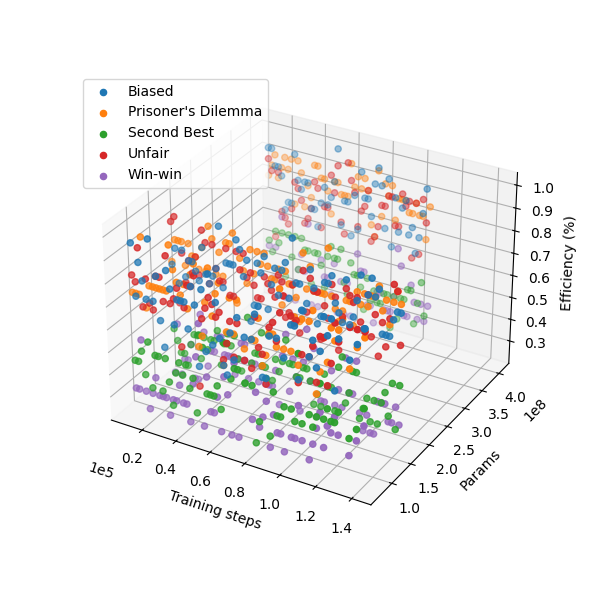 Biased
Prisoner's Dilemma
Second Best
Unfair
Win-win
1.0
0.9
0.8
0.7
0.6
0.5
0.4
0.3
Efficiency (%)
4.0
3.5
3.0
2.5
2.0
1.5
1.0
1e8
Params
0.2
0.4
0.6
0.8
1.0
1.2
1.4
1e5
Training steps